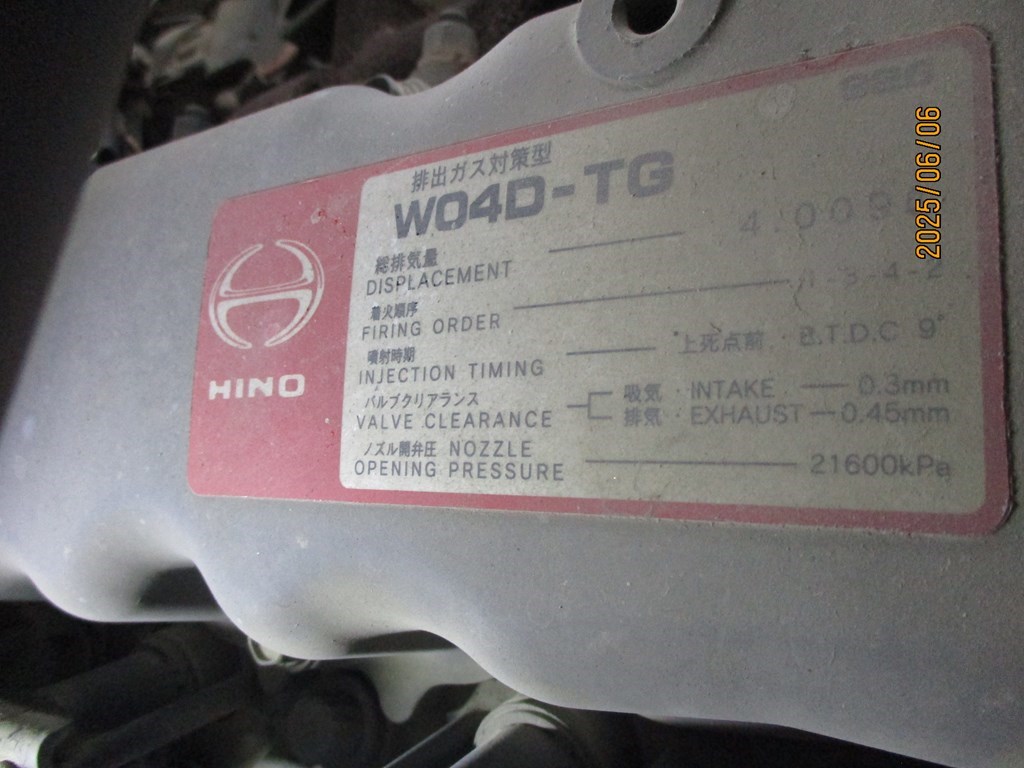 排出ガス対策型
W04D-TG
総排気量
DISPLACEMENT
着火順序
FIRING ORDER
噴射時期
INJECTION TIMING 上死点前 B.T.D.C 9°
バルブクリアランス
VALVE CLEARANCE
吸気・INTAKE 0.3mm
排気・EXHAUST 0.45mm
ノズル開弁圧 NOZZLE
OPENING PRESSURE 21600kPa
HINO
2025/06/06